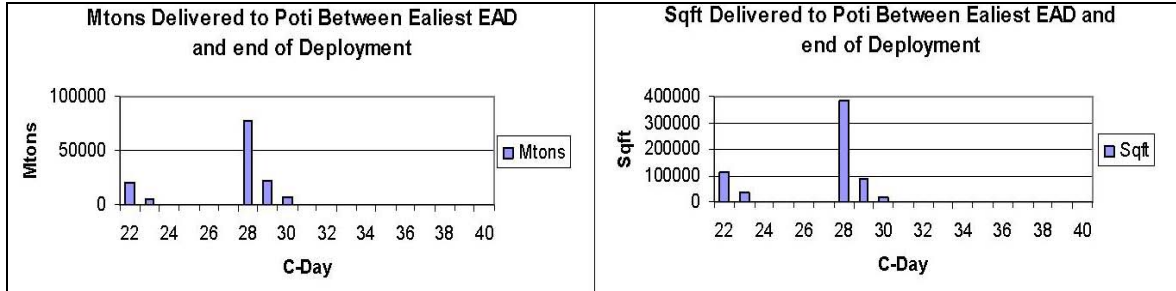 Mtons Delivered to Poti Between Ealiest EAD
and end of Deployment
100000
50000
0
Mtons
Mtons
22 24 26 28 30 32 34 36 38 40
C-Day
Sqft Delivered to Poti Between Ealiest EAD and
end of Deployment
400000
300000
200000
100000
0
Sqft
Sqft
22 24 26 28 30 32 34 36 38 40
C-Day